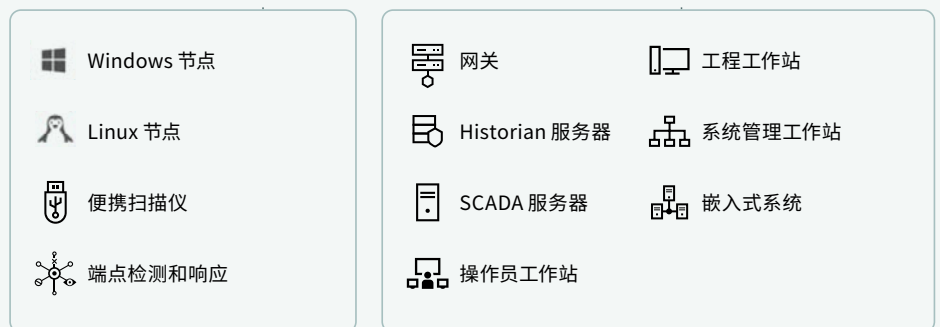 Windows 节点
Linux 节点
便携扫描仪
端点检测和响应
网关
Historian 服务器
SCADA 服务器
操作员工作站
工程工作站
系统管理工作站
嵌入式系统